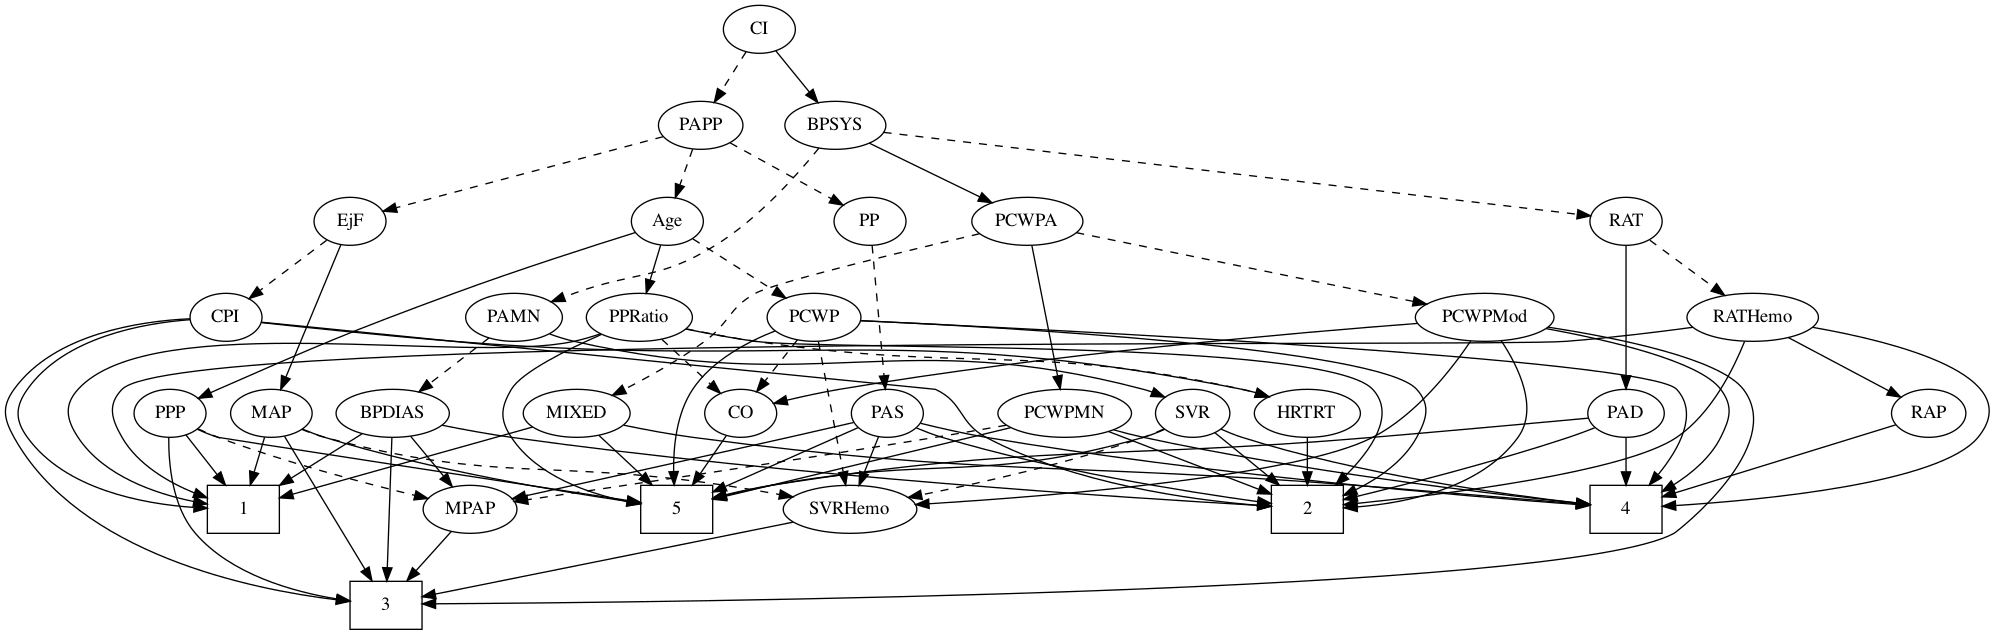 CI
PAPP
BPSYS
EjF
Age
PP
PCWPA
RAT
CPI
PAMN
PPRatio
PCWP
PCWPMod
RATHemo
PPP
MAP
BPDIAS
MIXED
CO
PAS
PCWPMN
SVR
HRTRT
PAD
RAP
1
MPAP
5
SVRHemo
2
4
3